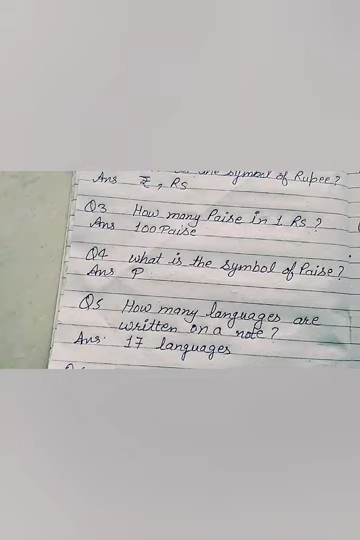 the symbol of Rupee?
Ans ₹, Rs
Q3 How many Paise in 1 Rs?
Ans 100 Paise
Q4 what is the symbol of Paise?
Ans P
Q5 How many languages are
written on a note?
Ans. 17 languages